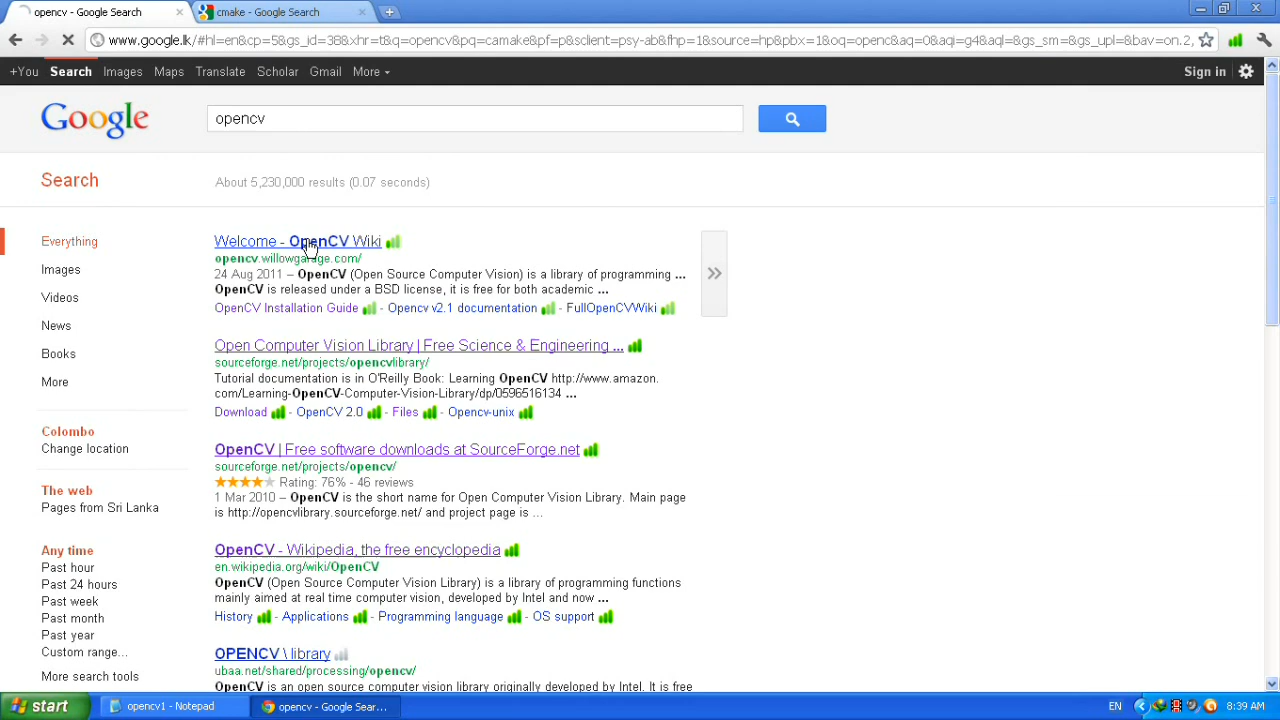 opencv - Google Search
cmake - Google Search
www.google.lk/#hl=en&cp=5&gs_id=38&xhr=t&q=opencv&pq=camake&pf=p&sclient=psy-ab&fhp=1&source=hp&pbx=1&oq=openc&aq=0&aqi=g4&aql=&gs_sm=&gs_upl=&bav=on.2,
+You Search Images Maps Translate Scholar Gmail More
Sign in
Google
opencv
Search
About 5,230,000 results (0.07 seconds)
Everything
Images
Videos
News
Books
More
Colombo
Change location
The web
Pages from Sri Lanka
Any time
Past hour
Past 24 hours
Past week
Past month
Past year
Custom range...
More search tools
Welcome - OpenCV Wiki
opencv.willowgarage.com/
24 Aug 2011 – OpenCV (Open Source Computer Vision) is a library of programming ...
OpenCV is released under a BSD license, it is free for both academic ...
OpenCV Installation Guide - Opencv v2.1 documentation - FullOpenCVWiki
Open Computer Vision Library | Free Science & Engineering ...
sourceforge.net/projects/opencvlibrary/
Tutorial documentation is in O'Reilly Book: Learning OpenCV http://www.amazon.
com/Learning-OpenCV-Computer-Vision-Library/dp/0596516134 ...
Download - OpenCV 2.0 - Files - Opencv-unix
OpenCV | Free software downloads at SourceForge.net
sourceforge.net/projects/opencv/
Rating: 76% - 46 reviews
1 Mar 2010 – OpenCV is the short name for Open Computer Vision Library. Main page
is http://opencvlibrary.sourceforge.net/ and project page is ...
OpenCV - Wikipedia, the free encyclopedia
en.wikipedia.org/wiki/OpenCV
OpenCV (Open Source Computer Vision Library) is a library of programming functions
mainly aimed at real time computer vision, developed by Intel and now ...
History - Applications - Programming language - OS support
OPENCV \ library
ubaa.net/shared/processing/opencv/
OpenCV is an open source computer vision library originally developed by Intel. It is free
start
opencv1 - Notepad
opencv - Google Sear...
EN
8:39 AM